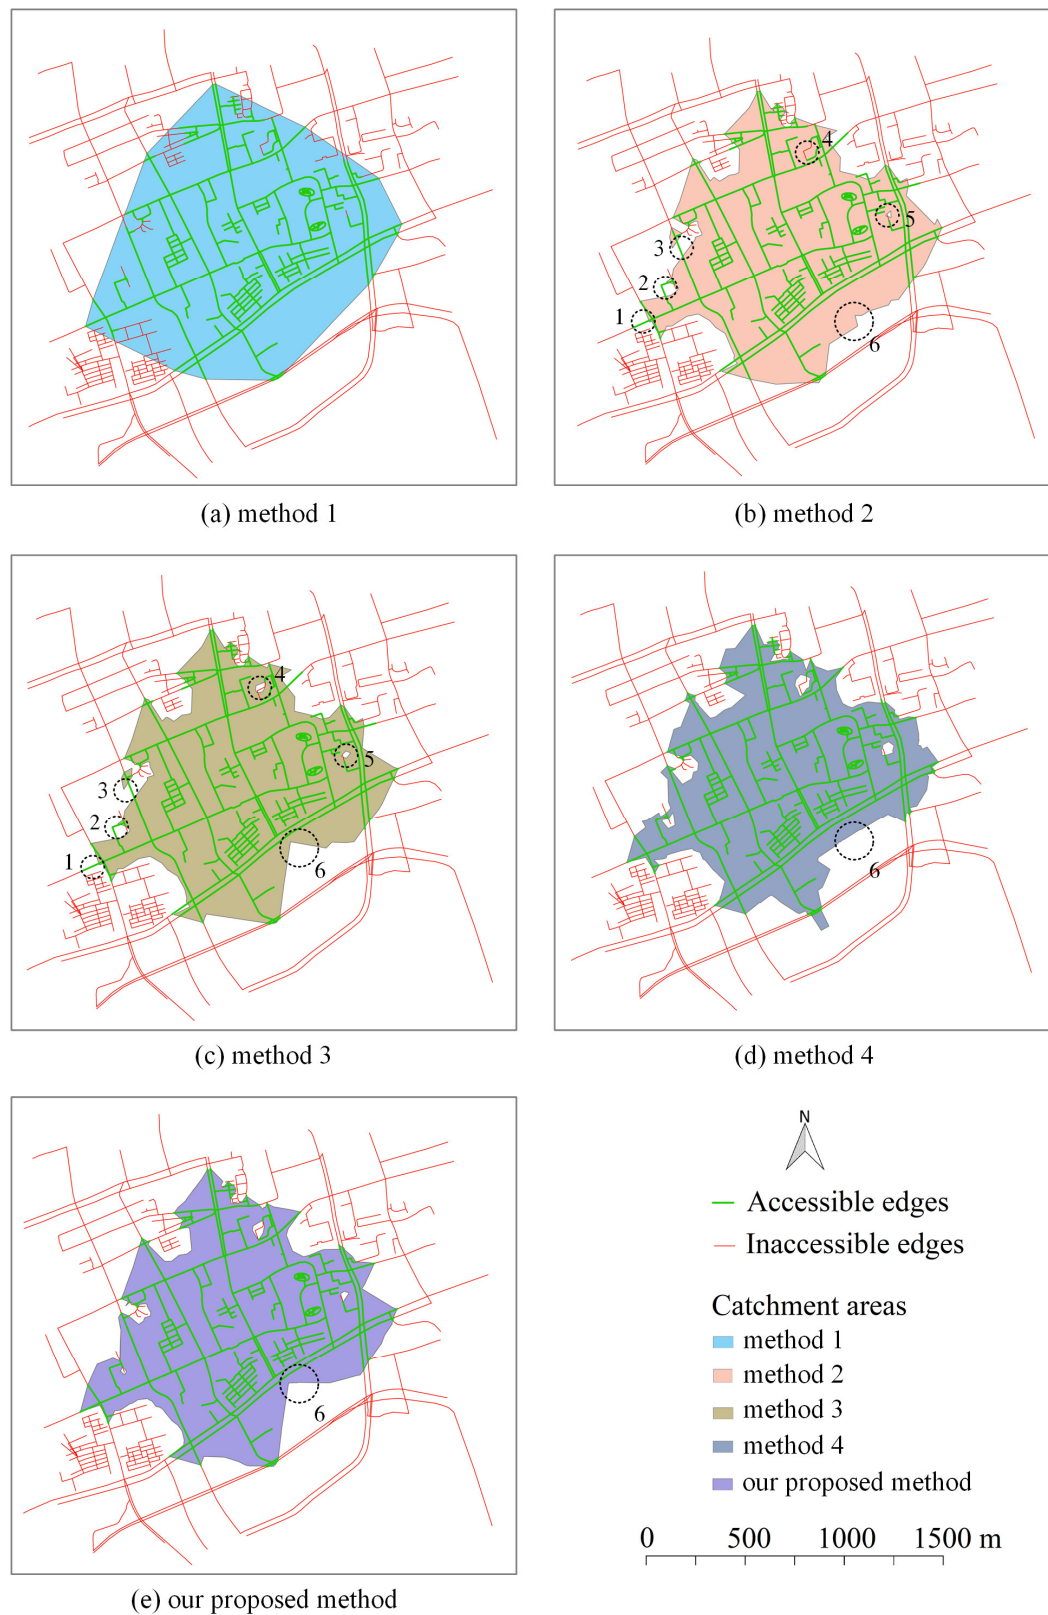 (a) method 1
4
5
3
2
1
6
(b) method 2
4
5
3
2
1
6
(c) method 3
6
(d) method 4
6
(e) our proposed method
N
Accessible edges
Inaccessible edges
Catchment areas
method 1
method 2
method 3
method 4
our proposed method
0 500 1000 1500 m